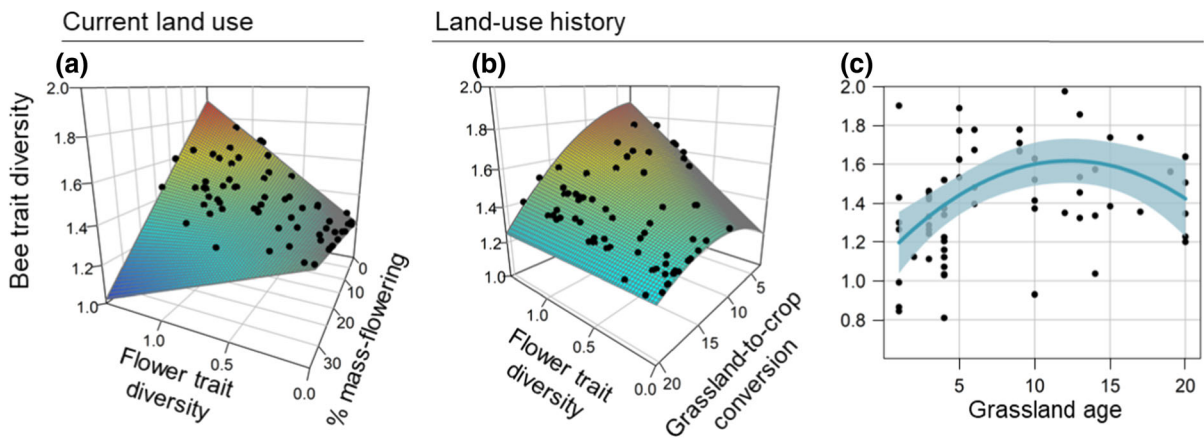 Current land use
Land-use history
(a)
Bee trait diversity
2.0
1.8
1.6
1.4
1.2
1.0
1.0
0.5
0.0
Flower trait
diversity
0
10
20
30
% mass-flowering
(b)
2.0
1.8
1.6
1.4
1.2
1.0
1.0
0.5
0.0
Flower trait
diversity
5
10
15
20
Grassland-to-crop
conversion
(c)
2.0
1.8
1.6
1.4
1.2
1.0
0.8
5
10
15
20
Grassland age